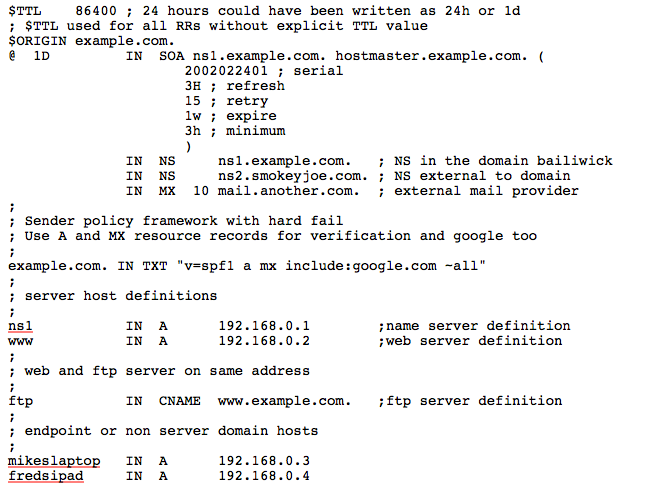 $TTL    86400 ; 24 hours could have been written as 24h or 1d
; $TTL used for all RRs without explicit TTL value
$ORIGIN example.com.
@  1D         IN  SOA ns1.example.com. hostmaster.example.com. (
                     2002022401 ; serial
                     3H ; refresh
                     15 ; retry
                     1w ; expire
                     3h ; minimum
                     )
              IN  NS     ns1.example.com.   ; NS in the domain bailiwick
              IN  NS     ns2.smokeyjoe.com. ; NS external to domain
              IN  MX  10 mail.another.com.  ; external mail provider
;
; Sender policy framework with hard fail
; Use A and MX resource records for verification and google too
;
example.com. IN TXT "v=spf1 a mx include:google.com ~all"
;
; server host definitions
;
ns1           IN  A      192.168.0.1        ;name server definition
www           IN  A      192.168.0.2        ;web server definition
;
; web and ftp server on same address
;
ftp           IN  CNAME  www.example.com.   ;ftp server definition
;
; endpoint or non server domain hosts
;
mikeslaptop   IN  A      192.168.0.3
fredsipad     IN  A      192.168.0.4